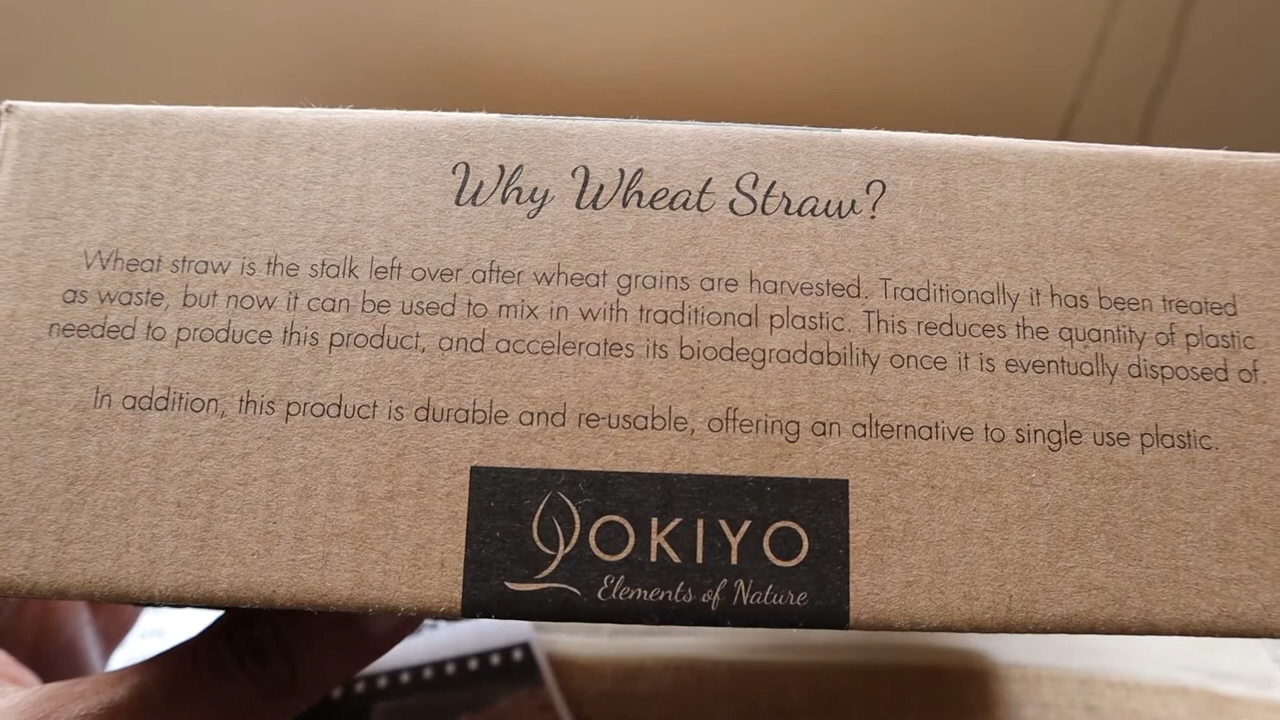 Why Wheat Straw?
Wheat straw is the stalk left over after wheat grains are harvested. Traditionally it has been treated
as waste, but now it can be used to mix in with traditional plastic. This reduces the quantity of plastic
needed to produce this product, and accelerates its biodegradability once it is eventually disposed of.
In addition, this product is durable and re-usable, offering an alternative to single use plastic.
OKIYO
Elements of Nature